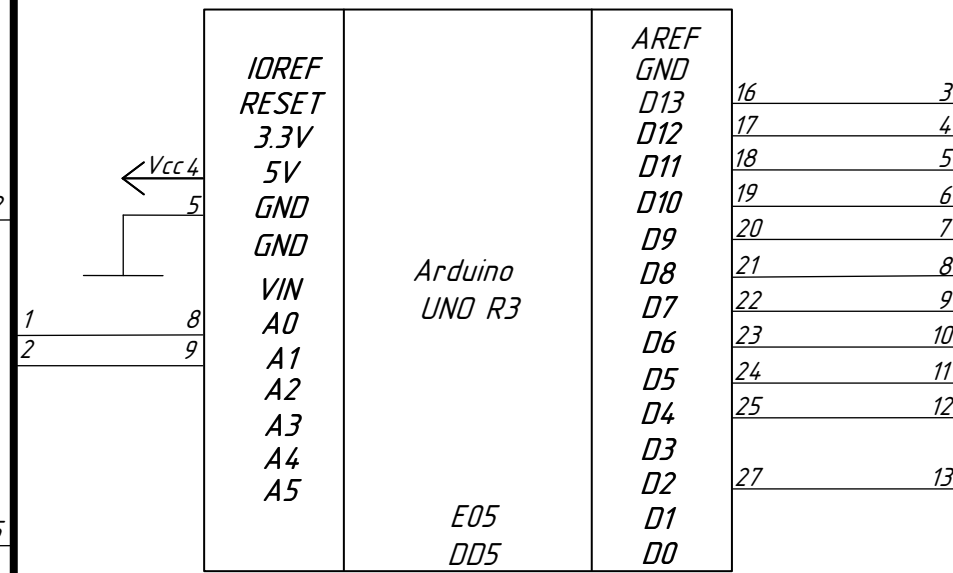 IOREF
RESET
3.3V
5V
GND
GND
VIN
A0
A1
A2
A3
A4
A5
Vcc 4
5
1 8
2 9
Arduino
UNO R3
E05
DD5
AREF
GND
D13
D12
D11
D10
D9
D8
D7
D6
D5
D4
D3
D2
D1
D0
16 3
17 4
18 5
19 6
20 7
21 8
22 9
23 10
24 11
25 12
27 13